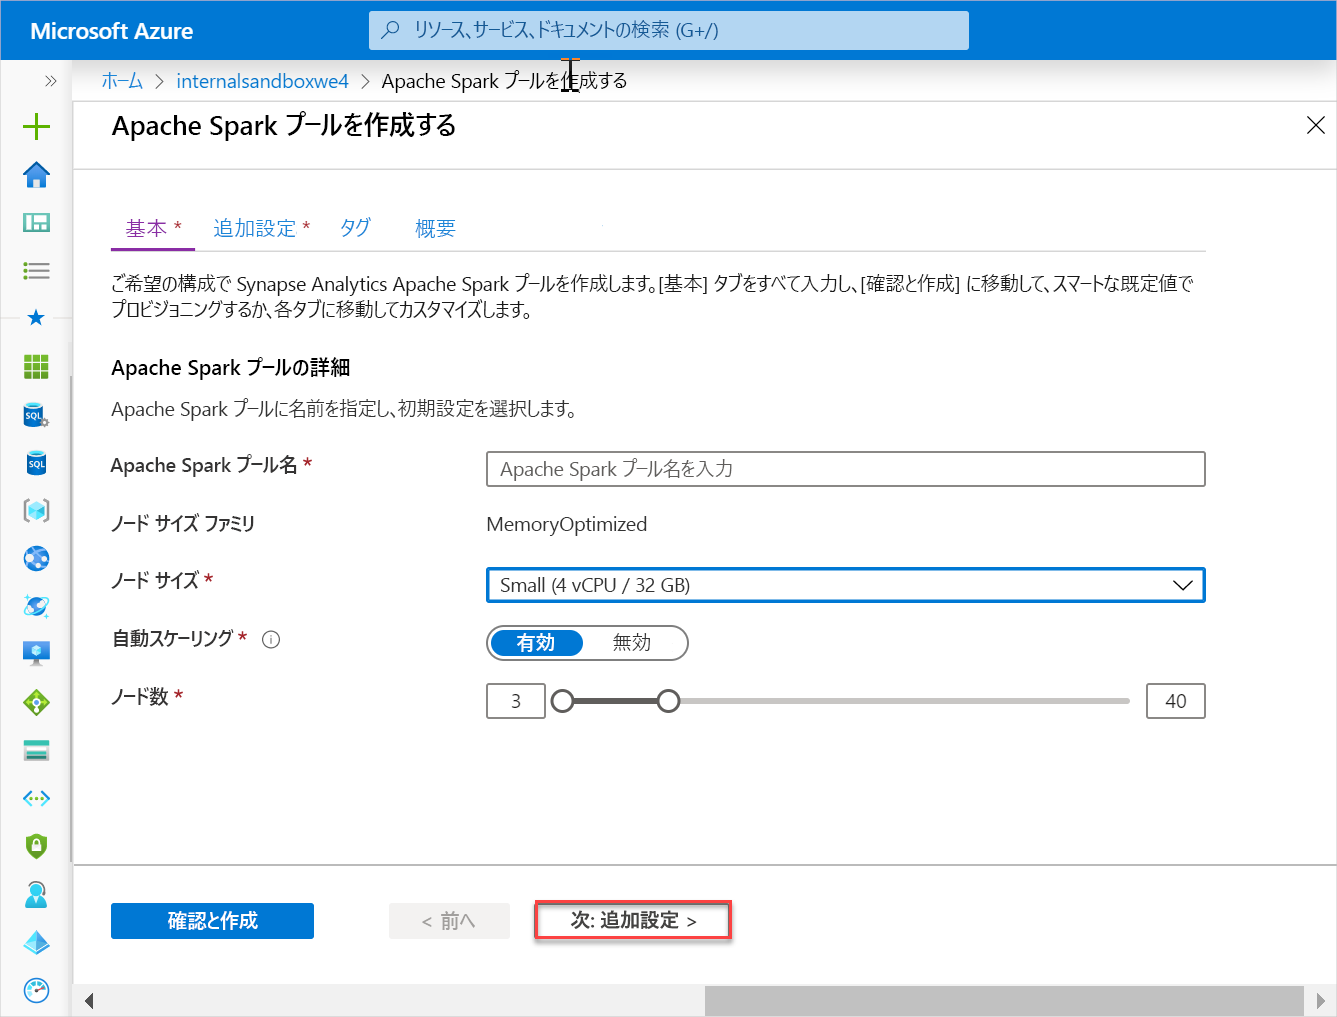 Microsoft Azure
リソース、サービス、ドキュメントの検索 (G+/)
ホーム > internalsandboxwe4 > Apache Spark プールを作成する
Apache Spark プールを作成する
基本 * 追加設定 * タグ 概要
ご希望の構成で Synapse Analytics Apache Spark プールを作成します。[基本] タブをすべて入力し、[確認と作成] に移動して、スマートな既定値で
プロビジョニングするか、各タブに移動してカスタマイズします。
Apache Spark プールの詳細
Apache Spark プールに名前を指定し、初期設定を選択します。
Apache Spark プール名 * Apache Spark プール名を入力
ノード サイズ ファミリ MemoryOptimized
ノード サイズ * Small (4 vCPU / 32 GB)
自動スケーリング * 有効 無効
ノード数 * 3 40
確認と作成 < 前へ 次: 追加設定 >